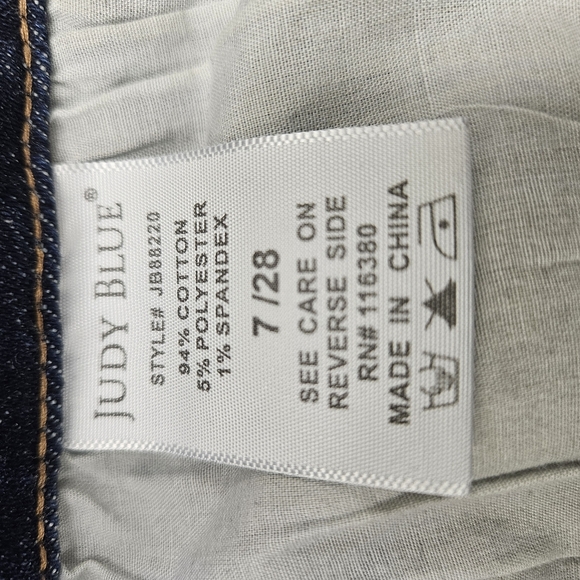 JUDY BLUE®
STYLE# JB88220
94% COTTON
5% POLYESTER
1% SPANDEX
7 /28
SEE CARE ON
REVERSE SIDE
RN# 116380
MADE IN CHINA